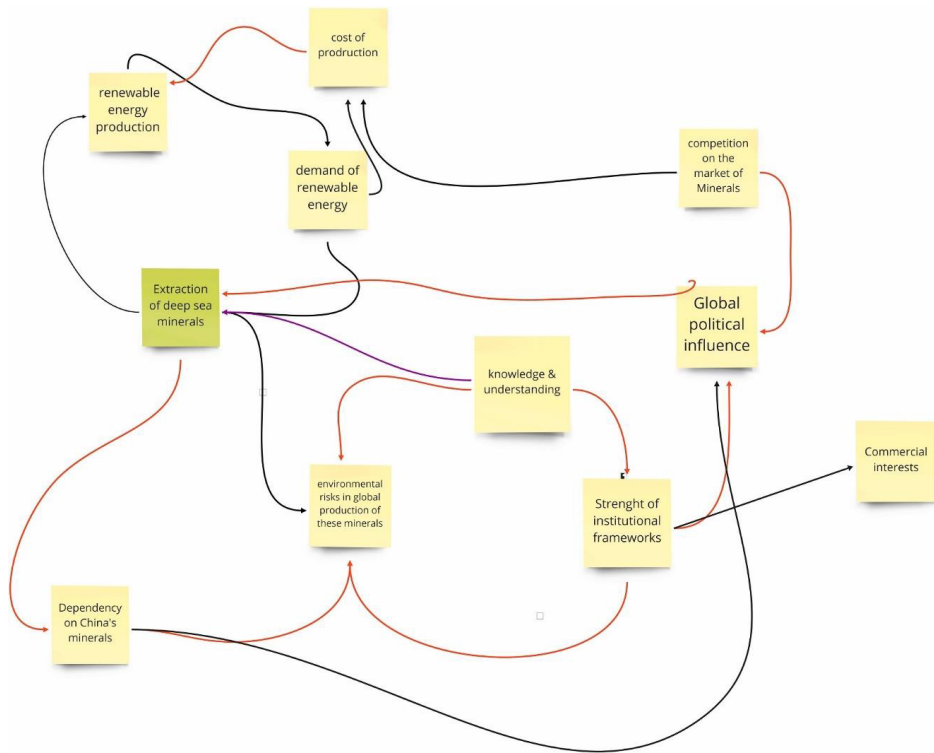 cost of
prodruction
renewable
energy
production
competition
on the
market of
Minerals
demand of
renewable
energy
Extraction
of deep sea
minerals
Global
political
influence
knowledge &
understanding
Commercial
interests
environmental
risks in global
production of
these minerals
Strenght of
institutional
frameworks
Dependency
on China's
minerals